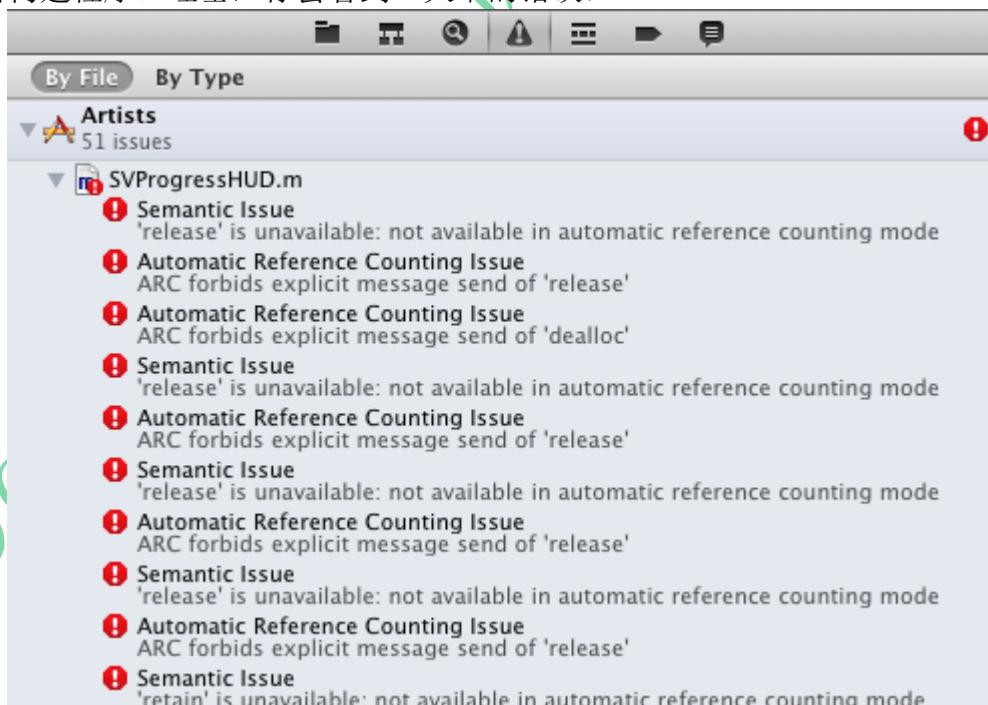 By File By Type
Artists
51 issues
SVProgressHUD.m
Semantic Issue
'release' is unavailable: not available in automatic reference counting mode
Automatic Reference Counting Issue
ARC forbids explicit message send of 'release'
Automatic Reference Counting Issue
ARC forbids explicit message send of 'dealloc'
Semantic Issue
'release' is unavailable: not available in automatic reference counting mode
Automatic Reference Counting Issue
ARC forbids explicit message send of 'release'
Semantic Issue
'release' is unavailable: not available in automatic reference counting mode
Automatic Reference Counting Issue
ARC forbids explicit message send of 'release'
Semantic Issue
'release' is unavailable: not available in automatic reference counting mode
Automatic Reference Counting Issue
ARC forbids explicit message send of 'release'
Semantic Issue
'retain' is unavailable: not available in automatic reference counting mode